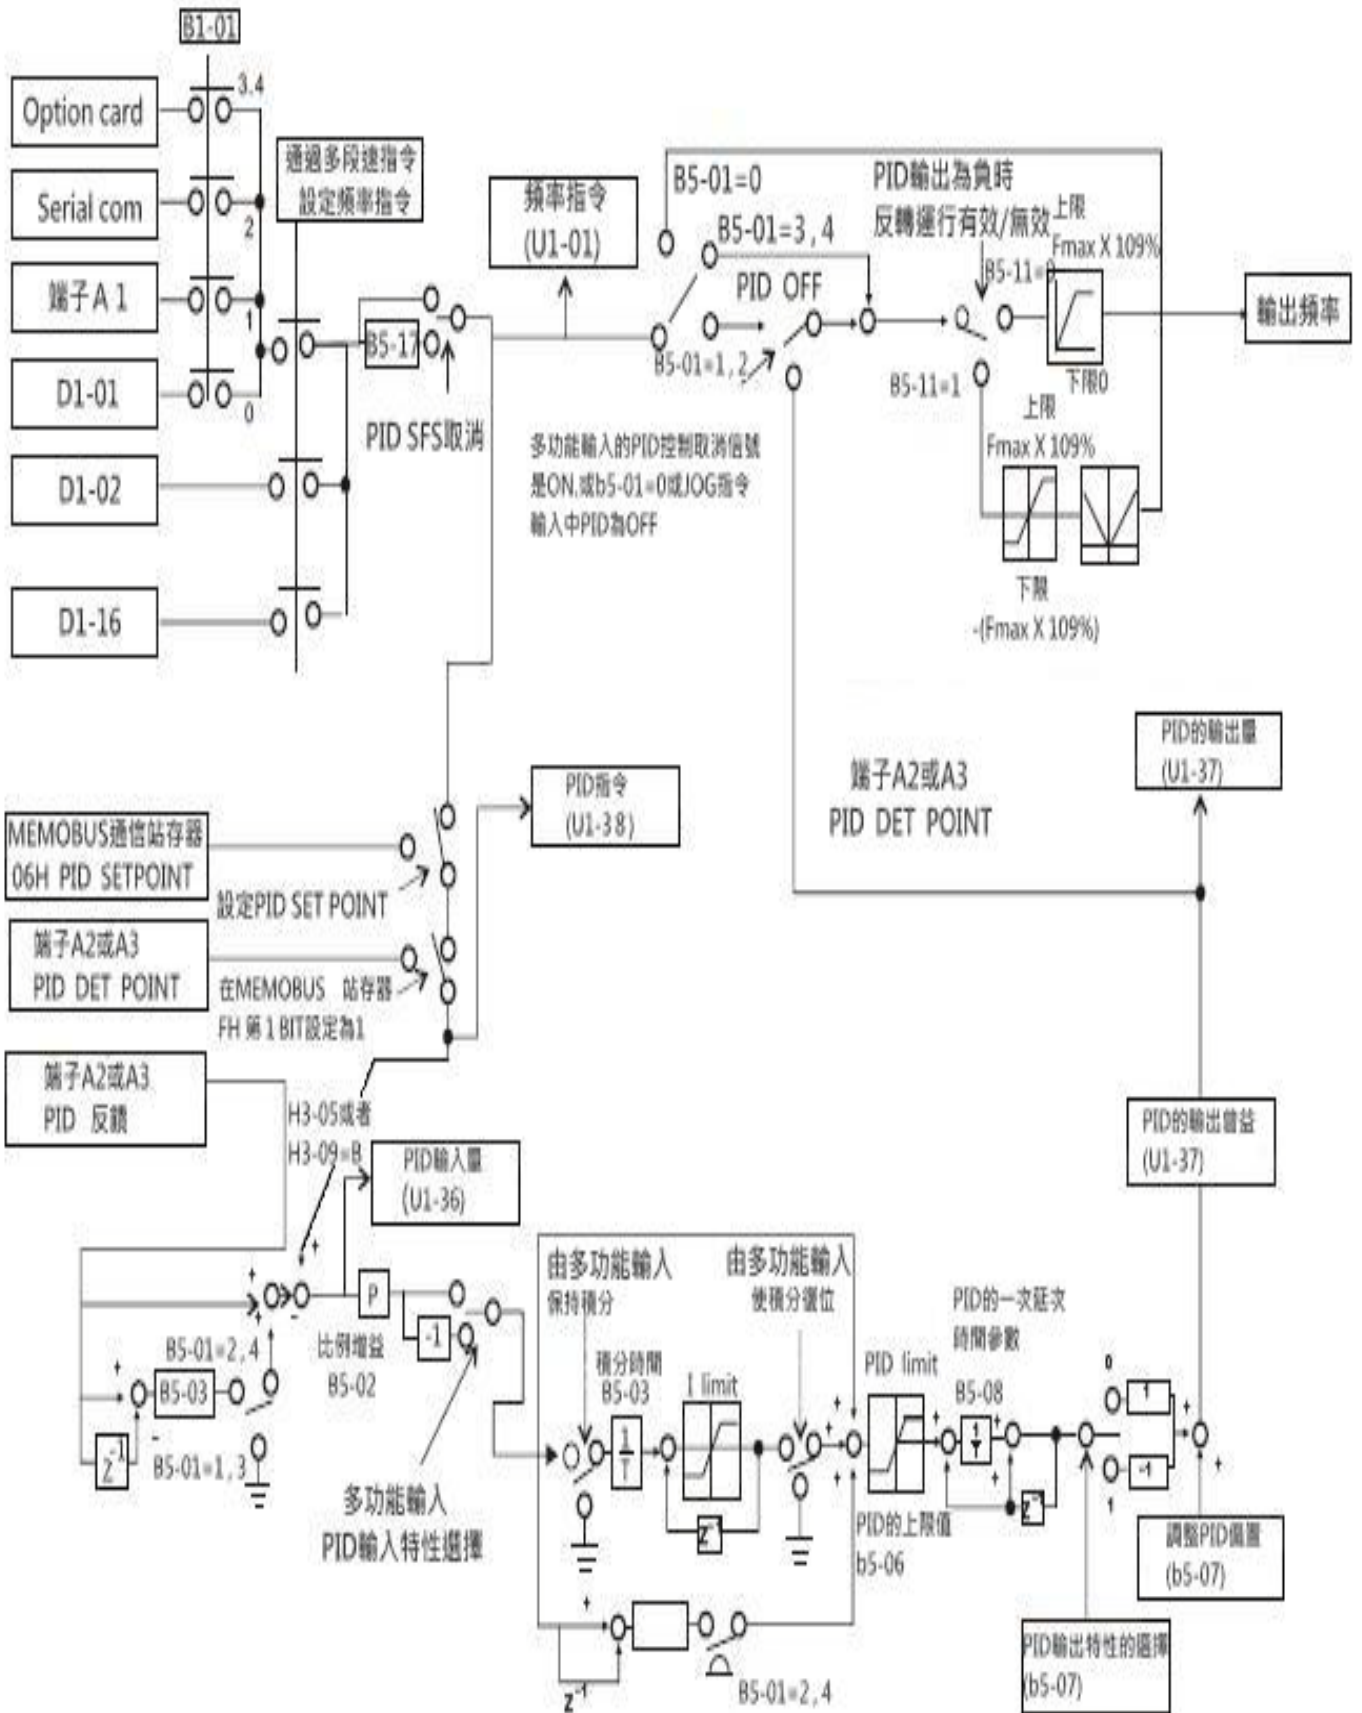 B1-01
3.4
Option card
通過多段速指令
設定頻率指令
Serial com
2
頻率指令
(U1-01)
B5-01=0
B5-01=3,4
PID輸出為負時
反轉運行有效/無效
上限
Fmax X 109%
端子A 1
1
PID OFF
B5-11=0
輸出頻率
B5-17
B5-01=1,2
D1-01
0
B5-11=1
下限0
PID SFS取消
上限
Fmax X 109%
D1-02
多功能輸入的PID控制取消信號
是ON,或b5-01=0或JOG指令
輸入中PID為OFF
下限
-(Fmax X 109%)
D1-16
PID的輸出量
(U1-37)
PID指令
(U1-38)
端子A2或A3
PID DET POINT
MEMOBUS通信站存器
06H PID SETPOINT
設定PID SET POINT
端子A2或A3
PID DET POINT
在MEMOBUS 站存器
FH 第 1 BIT設定為1
端子A2或A3
PID 反饋
H3-05或者
H3-09=B
PID輸入量
(U1-36)
PID的輸出增益
(U1-37)
+
+
+
-
P
-1
比例增益
B5-02
由多功能輸入
保持積分
由多功能輸入
使積分復位
PID的一次延次
時間參數
B5-01=2,4
+
B5-03
-
Z-1
B5-01=1,3
積分時間
B5-03
I limit
PID limit
B5-08
0
1
1
T
+
+
+
+
1
T
+
+
-1
1
+
+
Z-1
Z-1
多功能輸入
PID輸入特性選擇
PID的上限值
b5-06
調整PID偏置
(b5-07)
+
Z-1
B5-01=2,4
PID輸出特性的選擇
(b5-07)